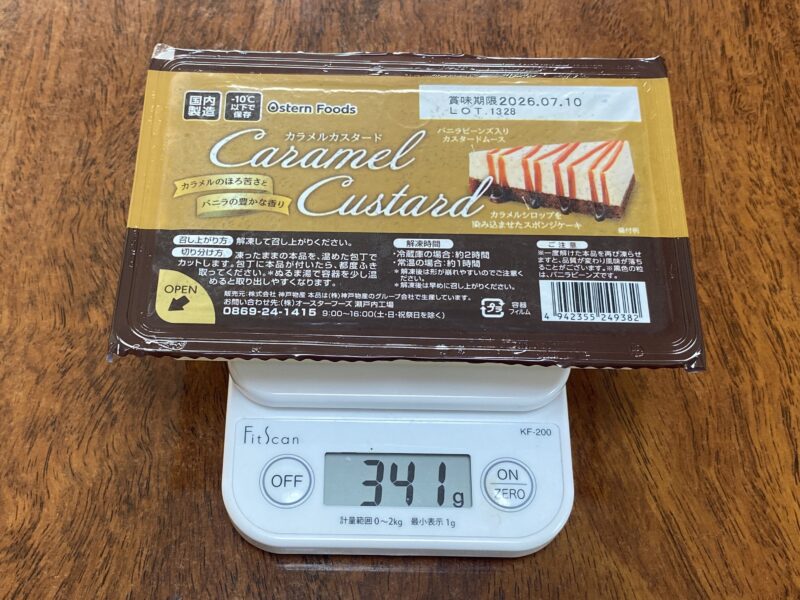 国内製造
-10℃以下で保存
Ostern Foods
賞味期限2026.07.10
LOT.1328
カラメルカスタード
Caramel
Custard
カラメルのほろ苦さと
バニラの豊かな香り
バニラビーンズ入り
カスタードムース
カラメルシロップを
染み込ませたスポンジケーキ
盛付例
召し上がり方 解凍して召し上がりください。
切り分け方 凍ったままの本品を、温めた包丁で
カットします。包丁に本品が付いたら、都度ふき
取ってください。*ぬるま湯で容器を少し温
めると取り出しやすくなります。
解凍時間
・冷蔵庫の場合:約2時間
・常温の場合:約1時間
*解凍後は形が崩れやすいのでご注意く
ださい。
*解凍後は早めに召し上がりください。
ご注意
※一度解けた本品を再び凍らせ
ますと、品質が変わり風味が落ち
ることがございます。※黒色の粒
は、バニラビーンズです。
OPEN
販売元:株式会社 神戸物産 本品は(株)神戸物産のグループ会社で生産しています。
お問い合わせ先:(株)オースターフーズ 瀬戸内工場
0869-24-1415 9:00~16:00(土・日・祝祭日を除く)
プラ
容器
フィルム
4 942355 249382
FitScan
KF-200
OFF
341g
ON
ZERO
計量範囲 0~2kg 最小表示 1g